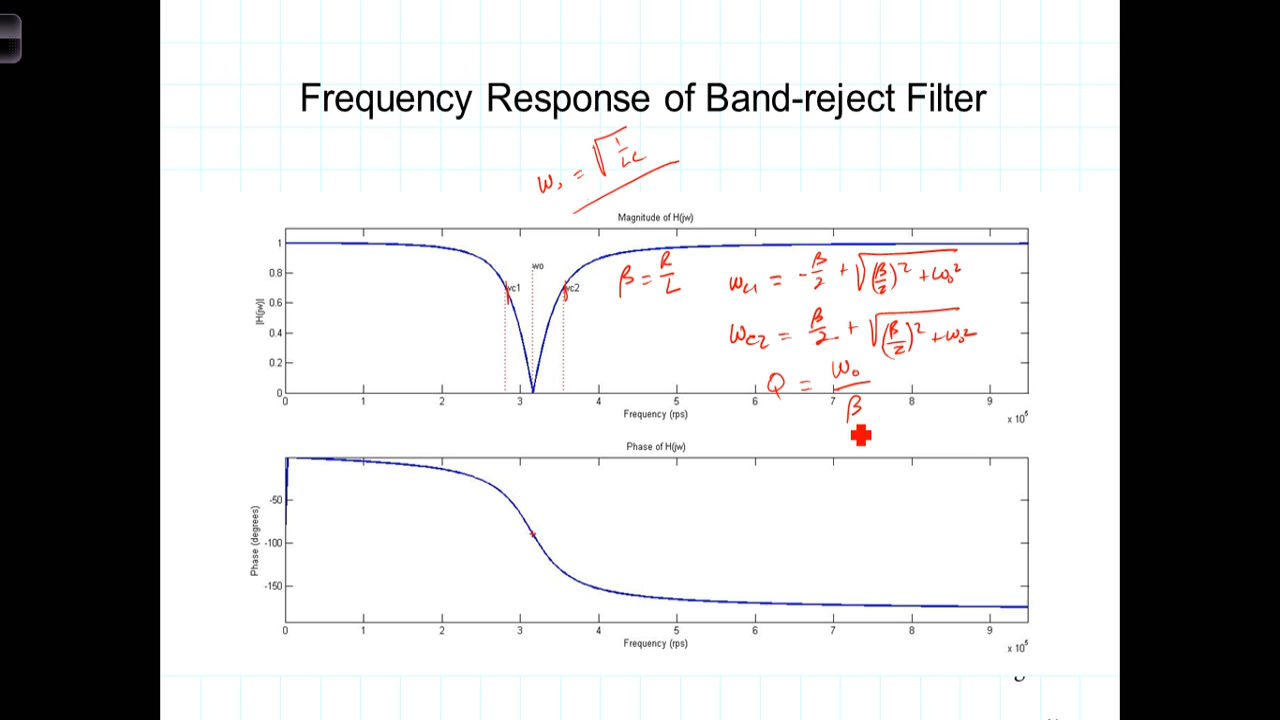 Frequency Response of Band-reject Filter
ω₀ = √(1/LC)
Magnitude of H(jw)
|H(jw)|
1
0.8
0.6
0.4
0.2
0
wc1
wo
wc2
β = R/L
ωc1 = -β/2 + √((β/2)² + ω₀²)
ωc2 = β/2 + √((β/2)² + ω₀²)
Q = ω₀/β
0 1 2 3 4 5 6 7 8 9
x 10⁵
Frequency (rps)
Phase of H(jw)
Phase (degrees)
-50
-100
-150
0 1 2 3 4 5 6 7 8 9
x 10⁵
Frequency (rps)